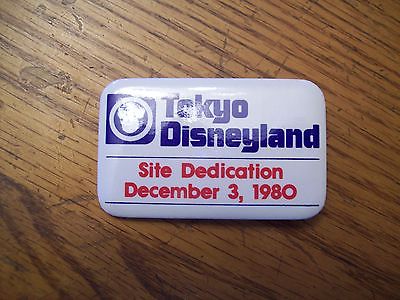 Tokyo
Disneyland
Site Dedication
December 3, 1980